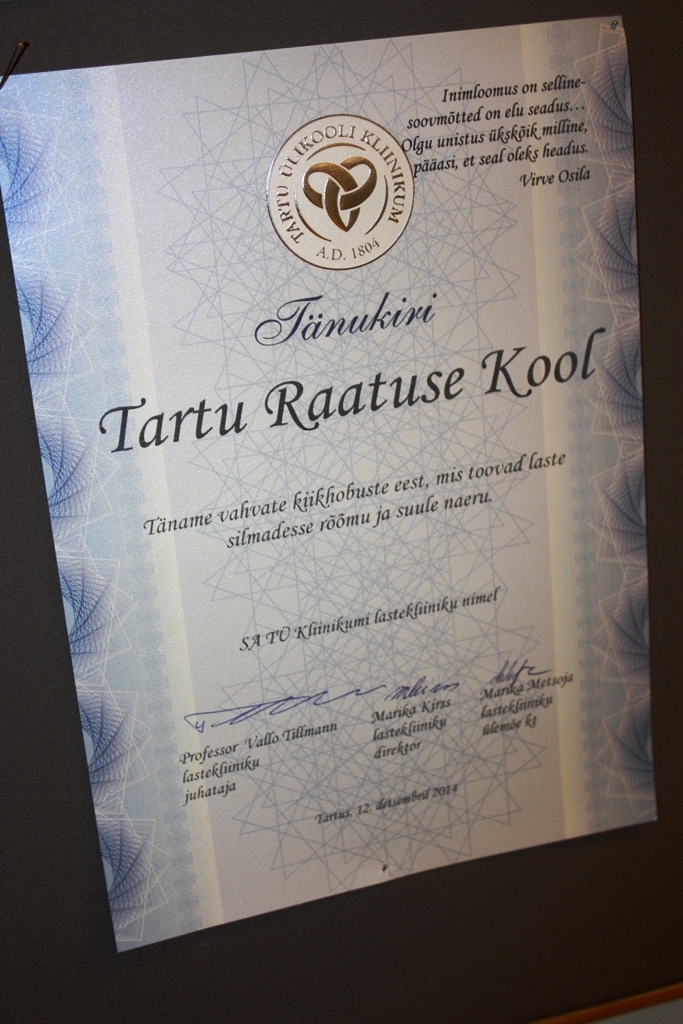 Inimloomus on selline-
soovmõtted on elu seadus...
Olgu unistus ükskõik milline,
pääasi, et seal oleks headus.
Virve Osila
TARTU ÜLIKOOLI KLIINIKUM
A.D. 1804
Tänukiri
Tartu Raatuse Kool
Täname vahvate kiikhobuste eest, mis toovad laste
silmadesse rõõmu ja suule naeru.
SA TÜ Kliinikumi lastekliiniku nimel
Professor Vallo Tillmann
lastekliiniku
juhataja
Marika Kirss
lastekliiniku
direktor
Marika Metsoja
lastekliiniku
ülemõe kt
Tartus, 12. detsembril 2014